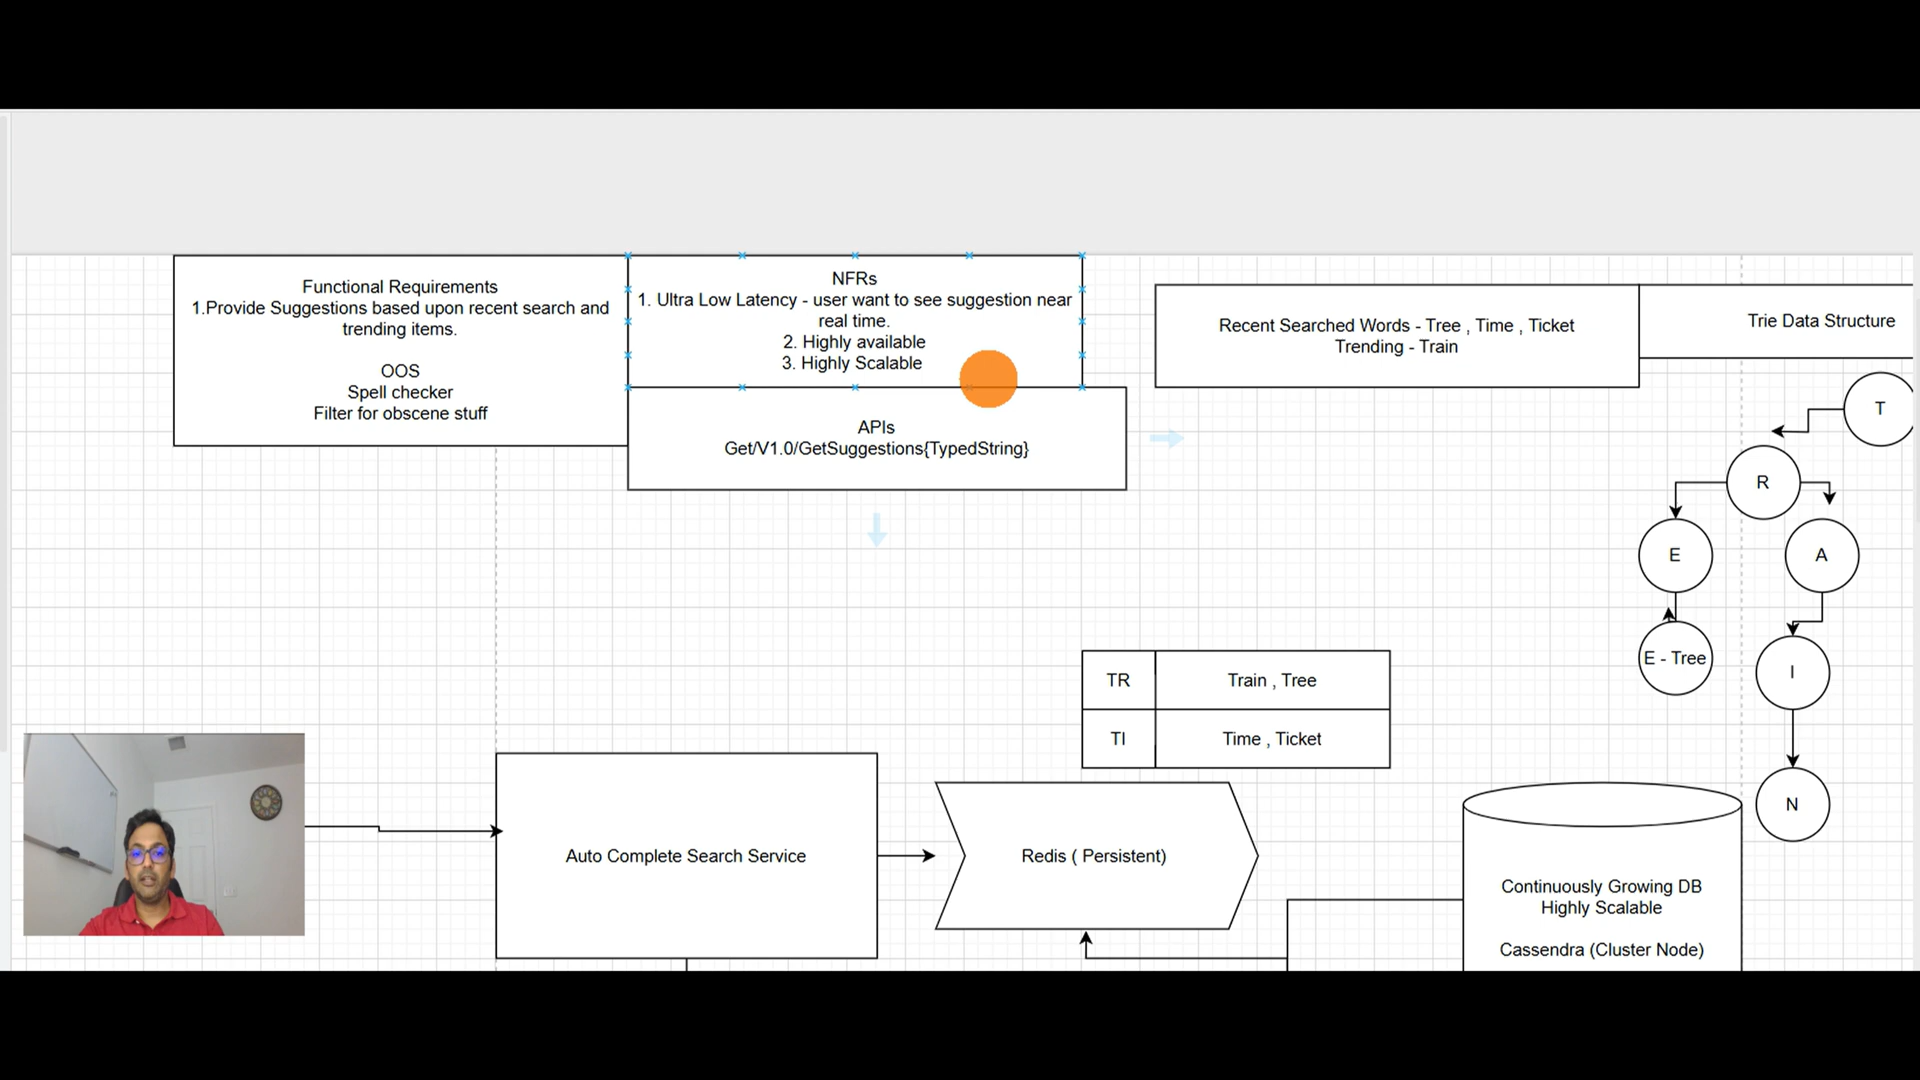 Functional Requirements
1.Provide Suggestions based upon recent search and
trending items.
OOS
Spell checker
Filter for obscene stuff
NFRs
1. Ultra Low Latency - user want to see suggestion near
real time.
2. Highly available
3. Highly Scalable
APIs
Get/V1.0/GetSuggestions{TypedString}
Recent Searched Words - Tree , Time , Ticket
Trending - Train
Trie Data Structure
T
R
E
A
E - Tree
I
N
TR
Train , Tree
TI
Time , Ticket
Auto Complete Search Service
Redis ( Persistent)
Continuously Growing DB
Highly Scalable
Cassendra (Cluster Node)